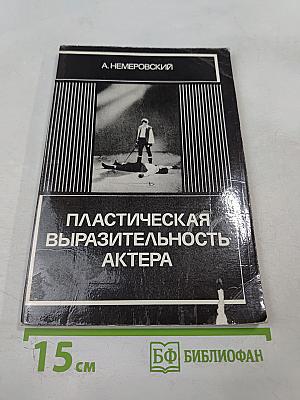 А. НЕМЕРОВСКИЙ
ПЛАСТИЧЕСКАЯ
ВЫРАЗИТЕЛЬНОСТЬ
АКТЕРА
15 см
БФ БИБЛИОФАН